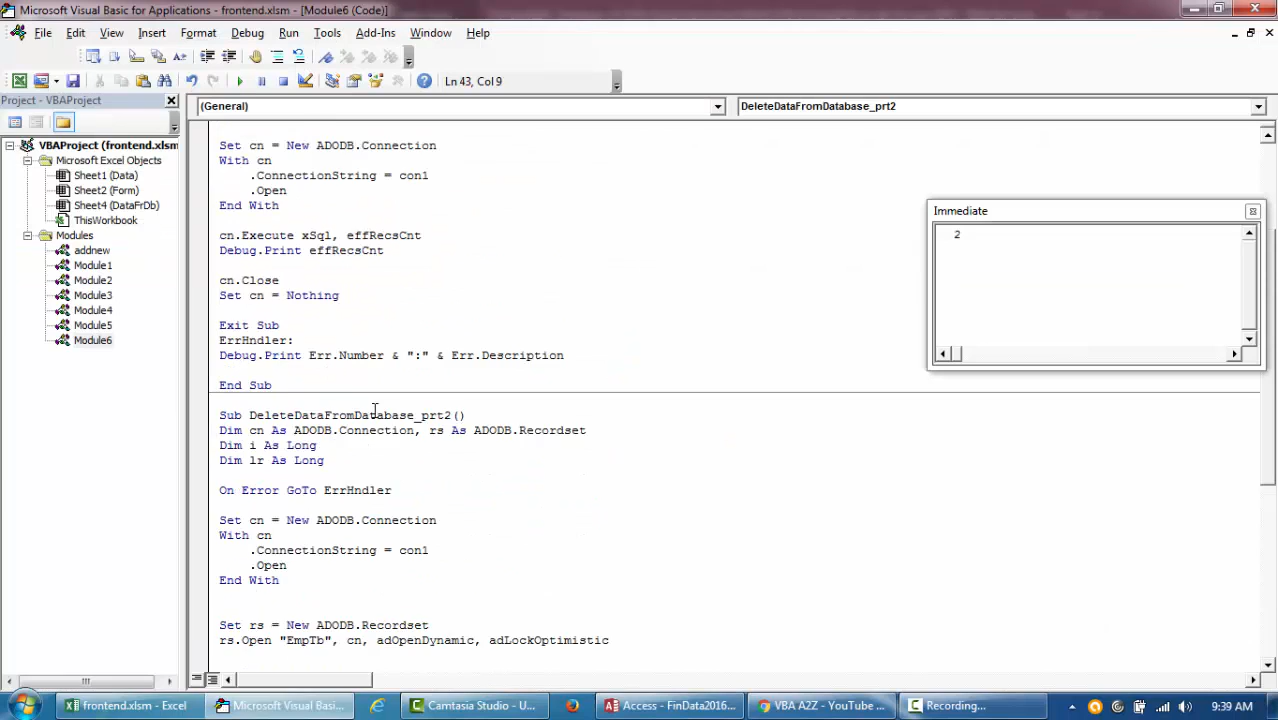 Microsoft Visual Basic for Applications - frontend.xlsm - [Module6 (Code)]
File Edit View Insert Format Debug Run Tools Add-Ins Window Help
Ln 43, Col 9
Project - VBAProject
(General)
DeleteDataFromDatabase_prt2
VBAProject (frontend.xlsm
Microsoft Excel Objects
Sheet1 (Data)
Sheet2 (Form)
Sheet4 (DataFrDb)
ThisWorkbook
Modules
addnew
Module1
Module2
Module3
Module4
Module5
Module6
Set cn = New ADODB.Connection
With cn
.ConnectionString = con1
.Open
End With
cn.Execute xSql, effRecsCnt
Debug.Print effRecsCnt
cn.Close
Set cn = Nothing
Exit Sub
ErrHndler:
Debug.Print Err.Number & ":" & Err.Description
End Sub
Sub DeleteDataFromDatabase_prt2()
Dim cn As ADODB.Connection, rs As ADODB.Recordset
Dim i As Long
Dim lr As Long
On Error GoTo ErrHndler
Set cn = New ADODB.Connection
With cn
.ConnectionString = con1
.Open
End With
Set rs = New ADODB.Recordset
rs.Open "EmpTb", cn, adOpenDynamic, adLockOptimistic
Immediate
2
frontend.xlsm - Excel
Microsoft Visual Basi...
Camtasia Studio - U...
Access - FinData2016...
VBA A2Z - YouTube ...
Recording...
9:39 AM